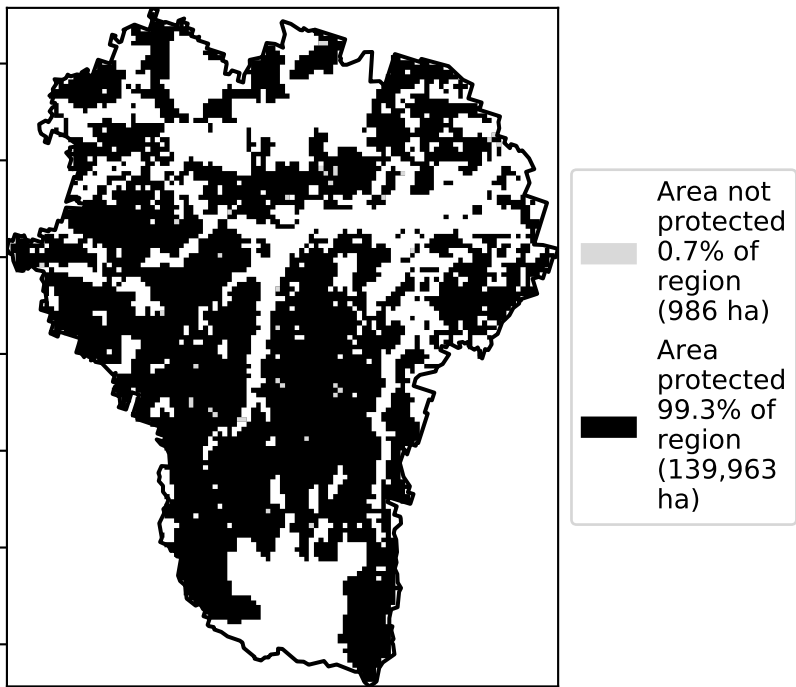 Area not
protected
0.7% of
region
(986 ha)
Area
protected
99.3% of
region
(139,963
ha)